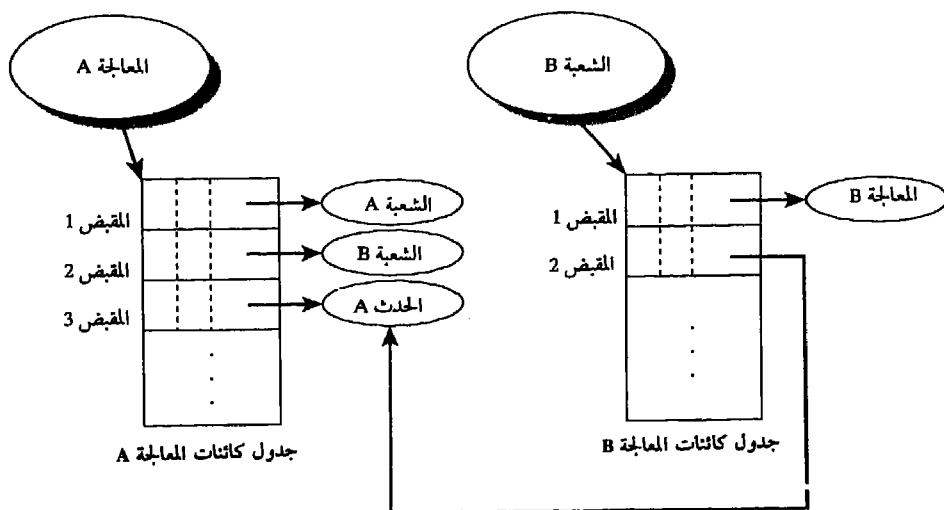 المعالجة A
الشعبة B
المقبض 1
الشعبة A
المقبض 2
الشعبة B
المقبض 3
الحدث A
جدول كائنات المعالجة A
المقبض 1
المعالجة B
المقبض 2
جدول كائنات المعالجة B